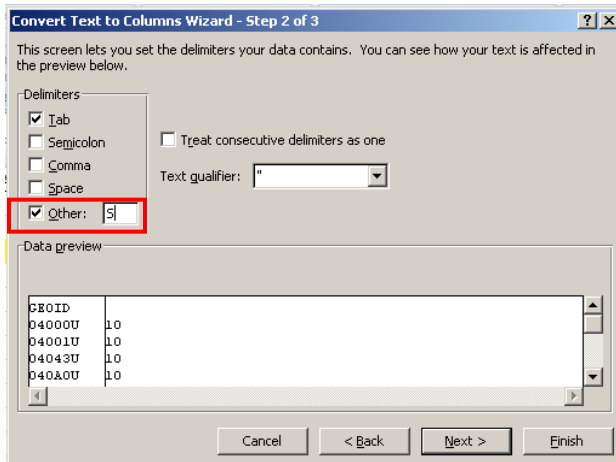 Convert Text to Columns Wizard - Step 2 of 3
This screen lets you set the delimiters your data contains. You can see how your text is affected in
the preview below.
Delimiters
Tab
Semicolon
Comma
Space
Other: S
Treat consecutive delimiters as one
Text qualifier: "
Data preview
GEOID
04000U 10
04001U 10
04043U 10
040A0U 10
Cancel < Back Next > Finish